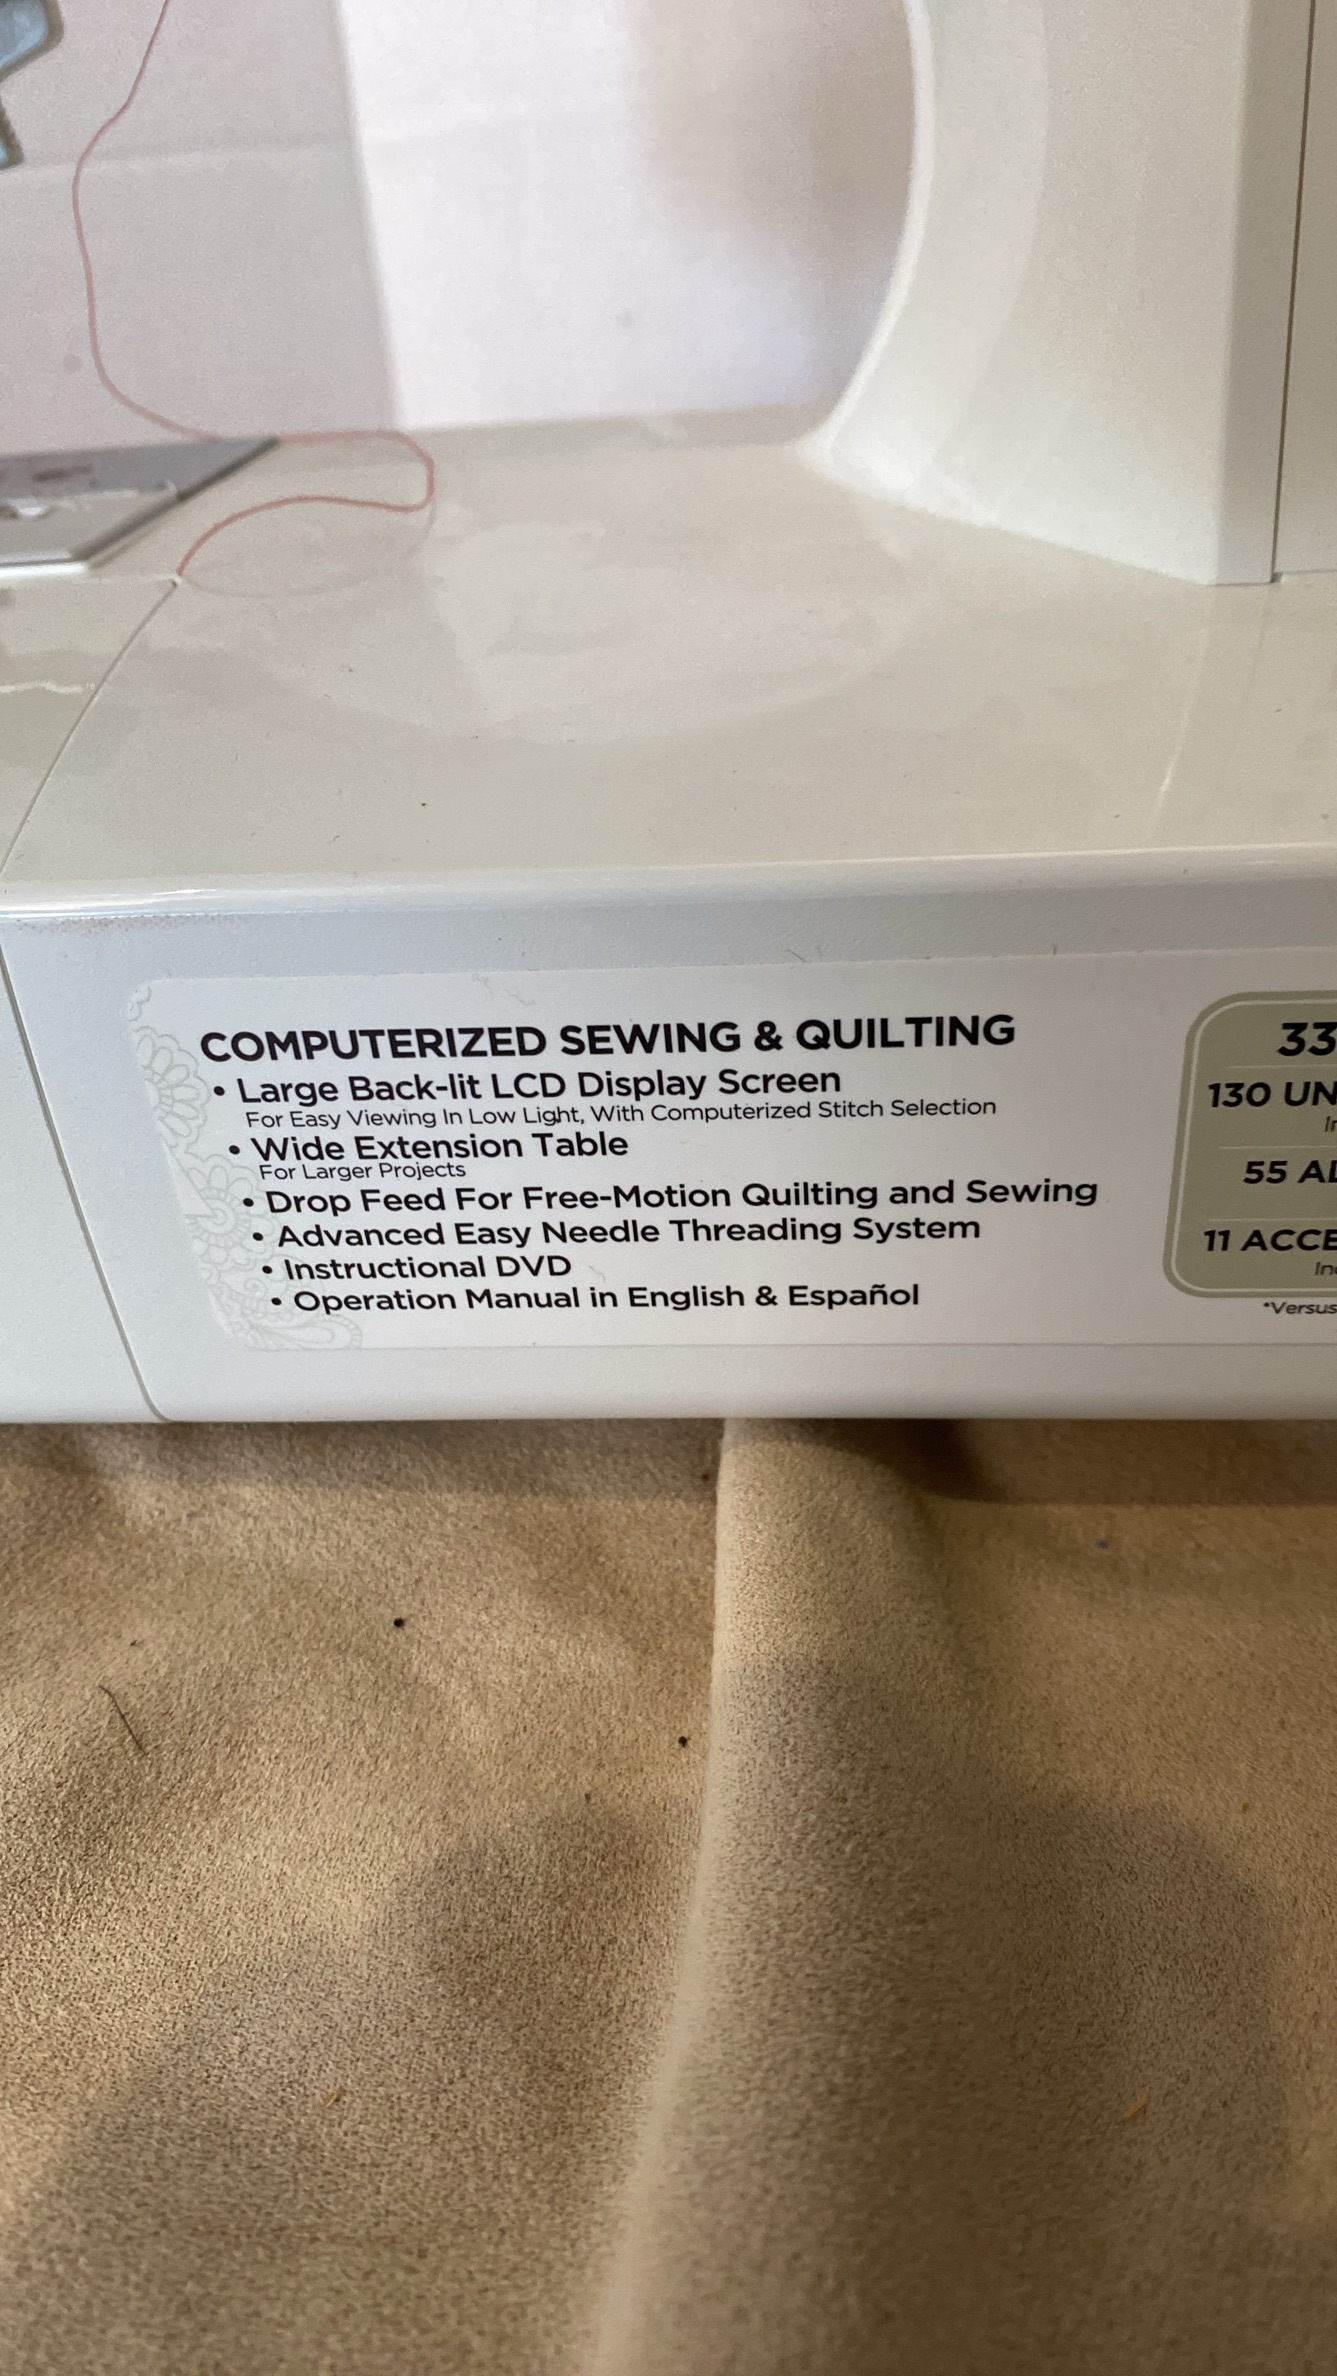 COMPUTERIZED SEWING & QUILTING
• Large Back-lit LCD Display Screen
For Easy Viewing In Low Light, With Computerized Stitch Selection
• Wide Extension Table
For Larger Projects
• Drop Feed For Free-Motion Quilting and Sewing
• Advanced Easy Needle Threading System
• Instructional DVD
• Operation Manual in English & Español
33
130
55
11
*Versus